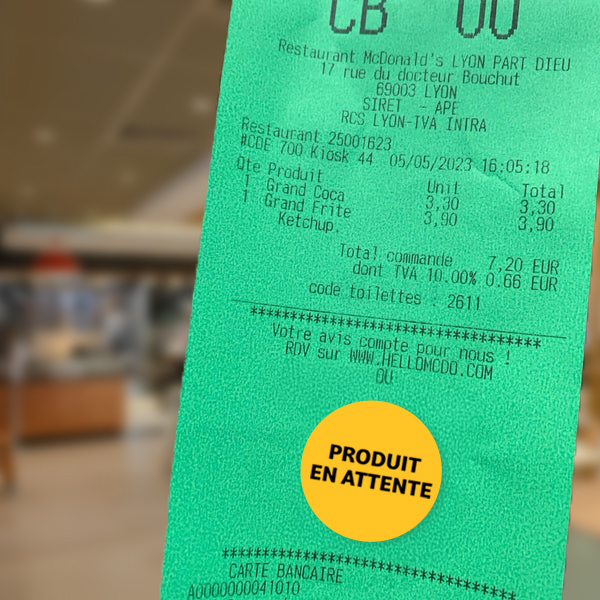 CB 00
Restaurant McDonald's LYON PART DIEU
17 rue du docteur Bouchut
69003 LYON
SIRET - APE
RCS LYON-TVA INTRA
Restaurant 25001623
#CDE 700 Kiosk 44 05/05/2023 16:05:18
Qte Produit Unit Total
1 Grand Coca 3,30 3,30
1 Grand Frite 3,90 3,90
Ketchup.
Total commande 7,20 EUR
dont TVA 10.00% 0.66 EUR
code toilettes : 2611
************************************
Votre avis compte pour nous !
RDV sur WWW.HELLOMCDO.COM
OU
PRODUIT
EN ATTENTE
************************************
CARTE BANCAIRE
A0000000041010